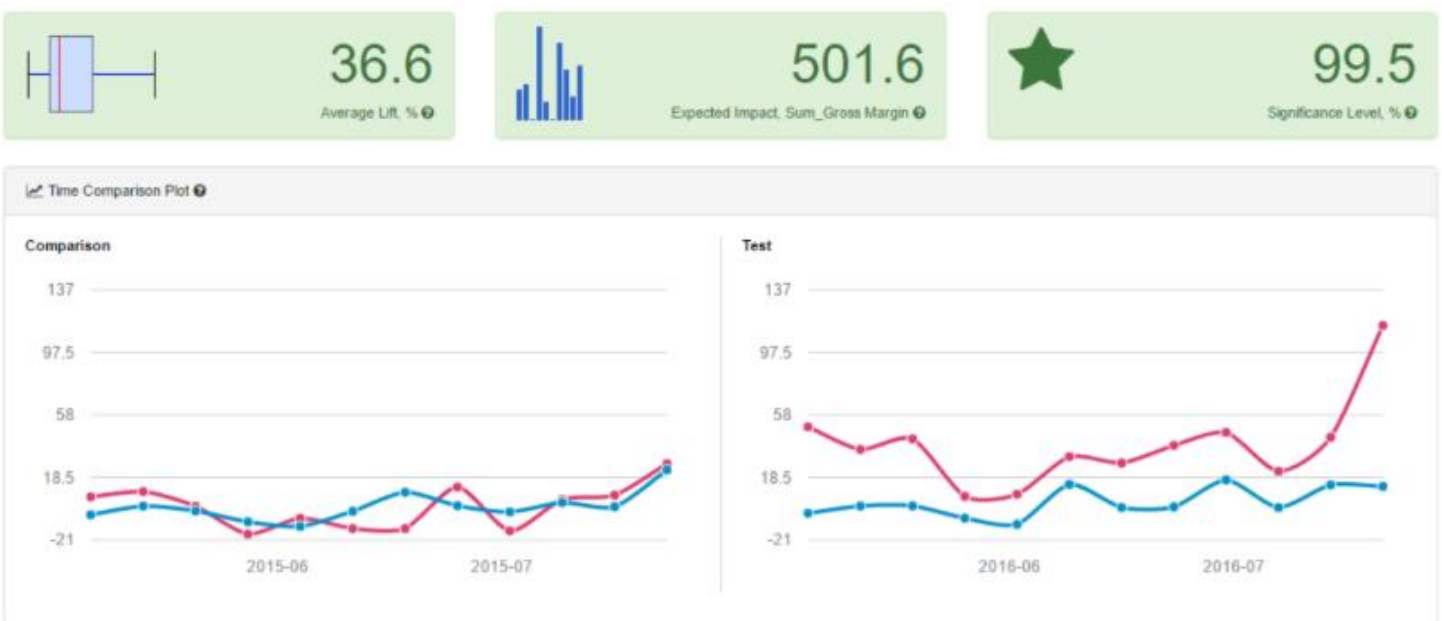 36.6
Average Lift, %
501.6
Expected Impact, Sum_Gross Margin
99.5
Significance Level, %
Time Comparison Plot
Comparison
137
97.5
58
18.5
-21
2015-06 2015-07
Test
137
97.5
58
18.5
-21
2016-06 2016-07